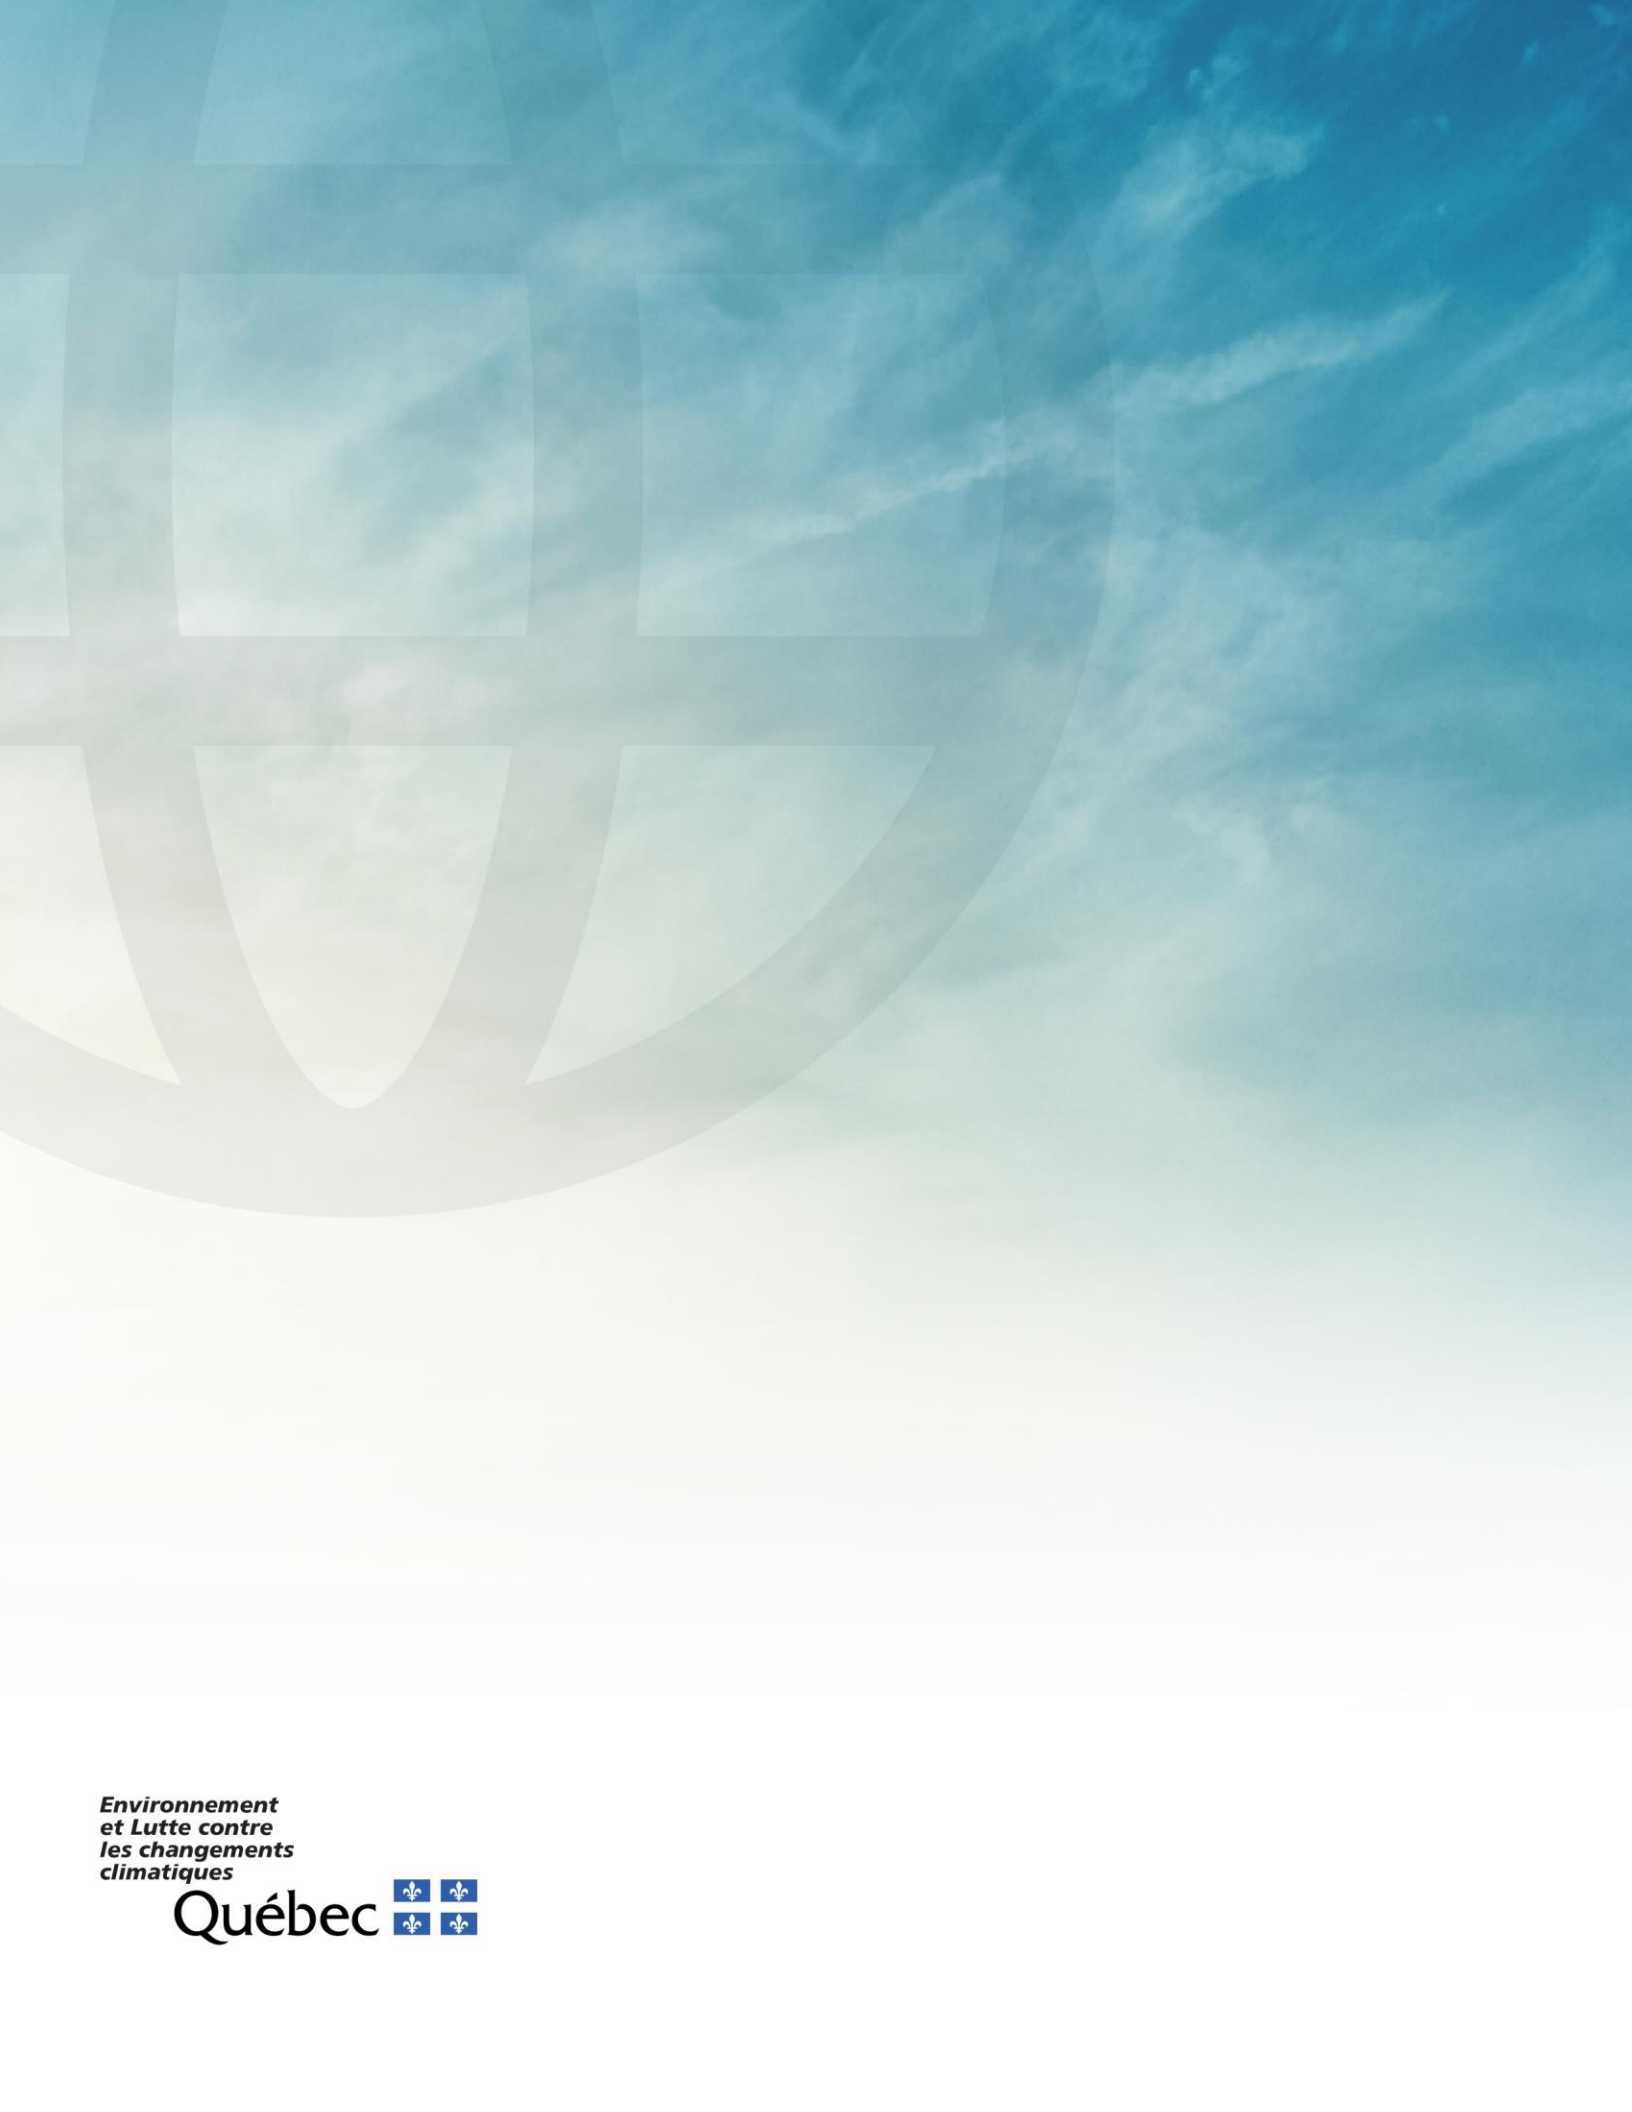 Environnement
et Lutte contre
les changements
climatiques
Québec